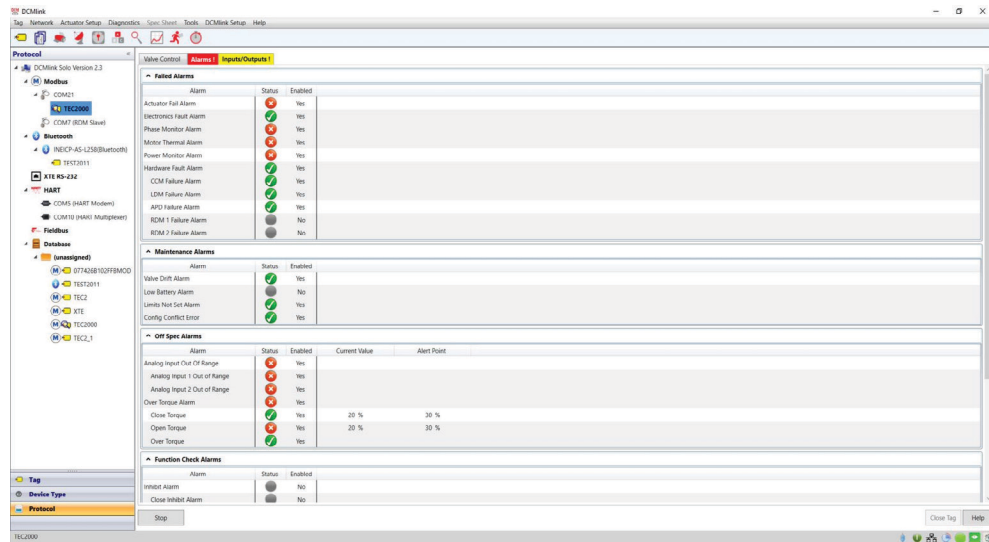 DCMlink
Tag Network Actuator Setup Diagnostics Spec Sheet Tools DCMlink Setup Help
Protocol
DCMlink Solo Version 2.3
Modbus
COM21
TEC2000
COM7 (RDM Slave)
Bluetooth
INEICP-AS-L258(Bluetooth)
TEST2011
XTE RS-232
HART
COM5 (HART Modem)
COM10 (HART Multiplexer)
Fieldbus
Database
(unassigned)
077426B102FFBMOD
TEST2011
TEC2
XTE
TEC2000
TEC2_1
Tag
Device Type
Protocol
Valve Control Alarms ! Inputs/Outputs !
Failed Alarms
Alarm Status Enabled
Actuator Fail Alarm Yes
Electronics Fault Alarm Yes
Phase Monitor Alarm Yes
Motor Thermal Alarm Yes
Power Monitor Alarm Yes
Hardware Fault Alarm Yes
CCM Failure Alarm Yes
LDM Failure Alarm Yes
APD Failure Alarm Yes
RDM 1 Failure Alarm No
RDM 2 Failure Alarm No
Maintenance Alarms
Alarm Status Enabled
Valve Drift Alarm Yes
Low Battery Alarm No
Limits Not Set Alarm Yes
Config Conflict Error Yes
Off Spec Alarms
Alarm Status Enabled Current Value Alert Point
Analog Input Out Of Range Yes
Analog Input 1 Out of Range Yes
Analog Input 2 Out of Range Yes
Over Torque Alarm Yes
Close Torque Yes 20 % 30 %
Open Torque Yes 20 % 30 %
Over Torque Yes
Function Check Alarms
Alarm Status Enabled
Inhibit Alarm No
Close Inhibit Alarm No
Stop Close Tag Help
TEC2000